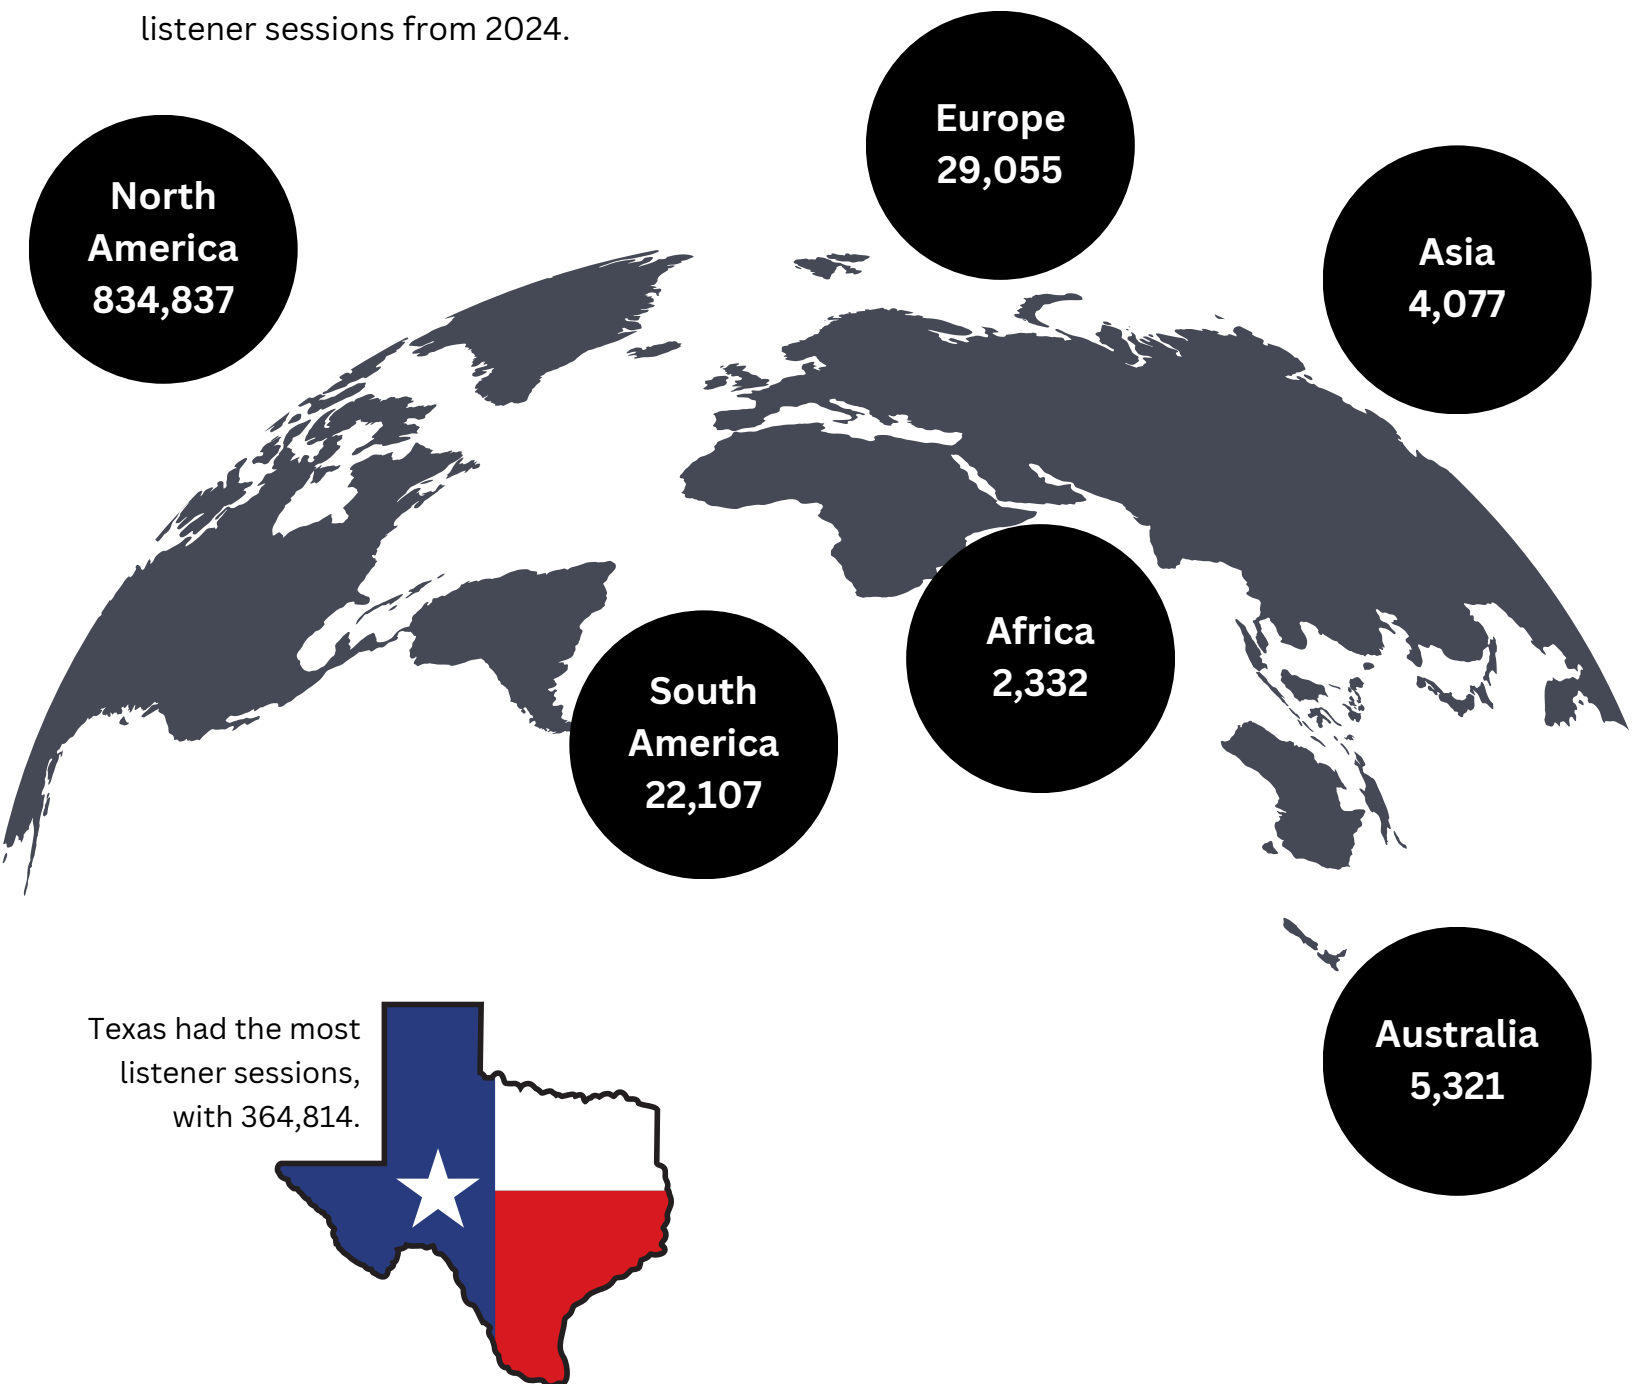 listener sessions from 2024.
Europe
29,055
North
America
834,837
Asia
4,077
Africa
2,332
South
America
22,107
Texas had the most
listener sessions,
with 364,814.
Australia
5,321